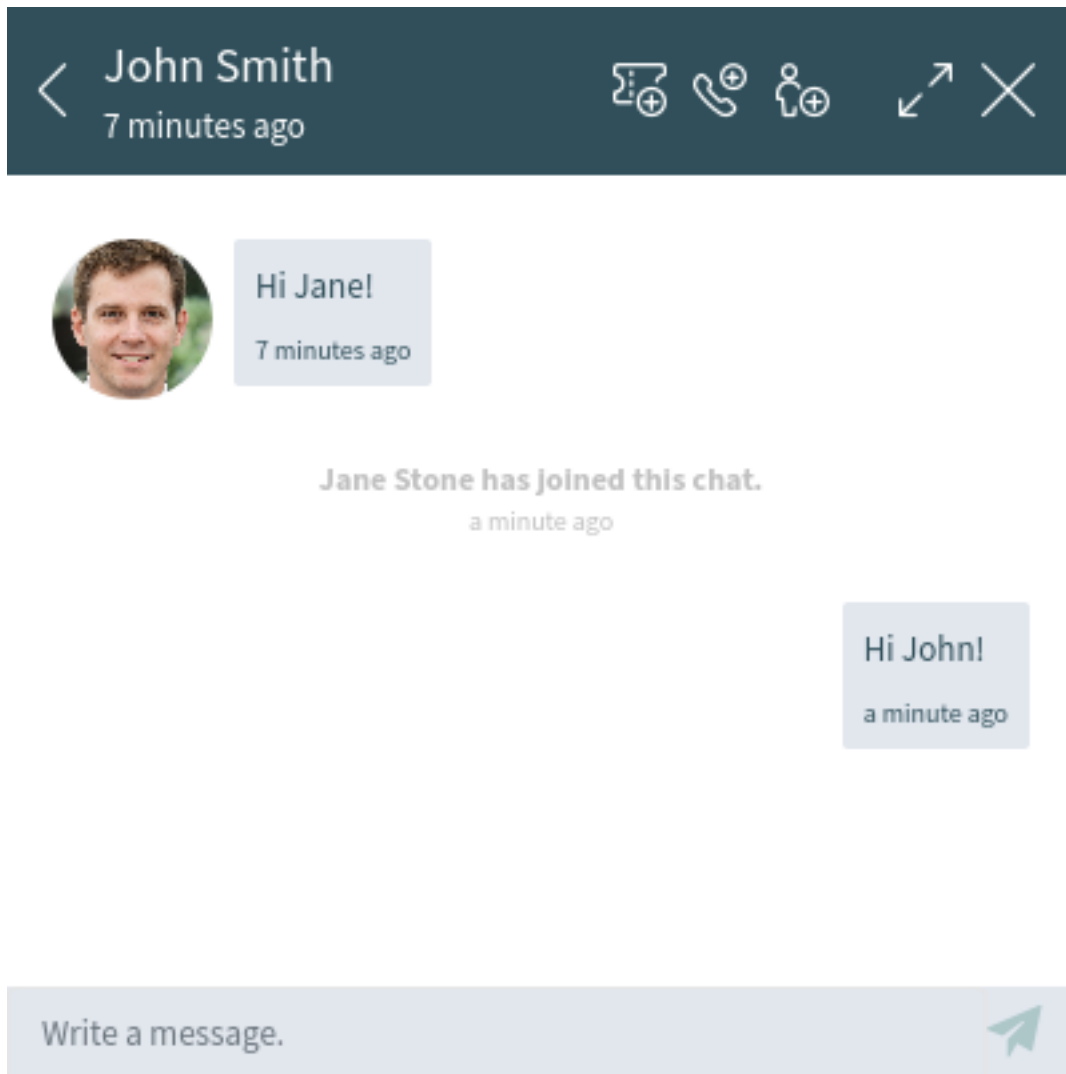 John Smith
7 minutes ago
Hi Jane!
7 minutes ago
Jane Stone has joined this chat.
a minute ago
Hi John!
a minute ago
Write a message.